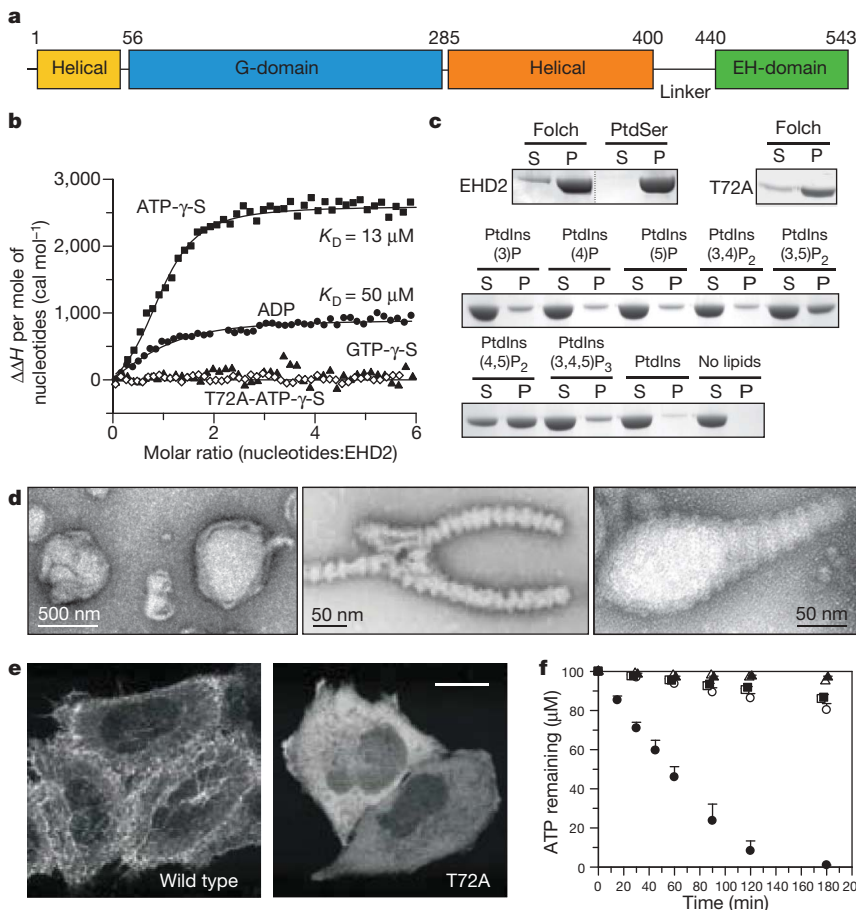 a
1 56 285 400 440 543
Helical G-domain Helical Linker EH-domain
b
ΔΔH per mole of
nucleotides (cal mol⁻¹)
3,000
2,000
1,000
0
ATP-γ-S
K_D = 13 μM
K_D = 50 μM
ADP
GTP-γ-S
T72A-ATP-γ-S
0 2 4 6
Molar ratio (nucleotides:EHD2)
c
Folch PtdSer Folch
S P S P S P
EHD2 T72A
PtdIns PtdIns PtdIns PtdIns PtdIns
(3)P (4)P (5)P (3,4)P₂ (3,5)P₂
S P S P S P S P S P
PtdIns PtdIns PtdIns No lipids
(4,5)P₂ (3,4,5)P₃
S P S P S P S P
d
500 nm 50 nm 50 nm
e
Wild type T72A
f
ATP remaining (μM)
100
80
60
40
20
0
0 20 40 60 80 100 120 140 160 180 20
Time (min)